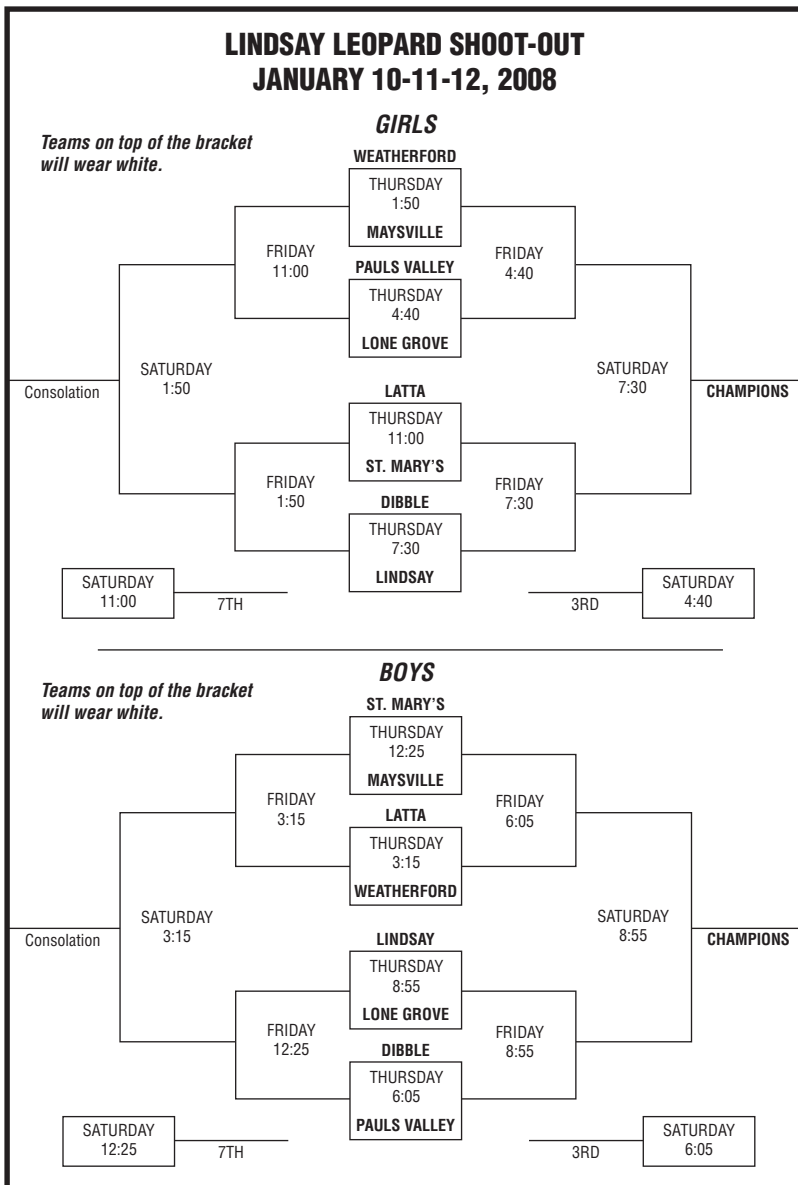 LINDSAY LEOPARD SHOOT-OUT
JANUARY 10-11-12, 2008
GIRLS
Teams on top of the bracket
will wear white.
WEATHERFORD
THURSDAY
1:50
MAYSVILLE
FRIDAY
11:00
PAULS VALLEY
FRIDAY
4:40
THURSDAY
4:40
LONE GROVE
SATURDAY
1:50
SATURDAY
7:30
Consolation
CHAMPIONS
LATTA
THURSDAY
11:00
ST. MARY'S
FRIDAY
1:50
DIBBLE
FRIDAY
7:30
THURSDAY
7:30
LINDSAY
SATURDAY
11:00
7TH
3RD
SATURDAY
4:40
BOYS
Teams on top of the bracket
will wear white.
ST. MARY'S
THURSDAY
12:25
MAYSVILLE
FRIDAY
3:15
LATTA
FRIDAY
6:05
THURSDAY
3:15
WEATHERFORD
SATURDAY
3:15
SATURDAY
8:55
Consolation
CHAMPIONS
LINDSAY
THURSDAY
8:55
LONE GROVE
FRIDAY
12:25
DIBBLE
FRIDAY
8:55
THURSDAY
6:05
PAULS VALLEY
SATURDAY
12:25
7TH
3RD
SATURDAY
6:05